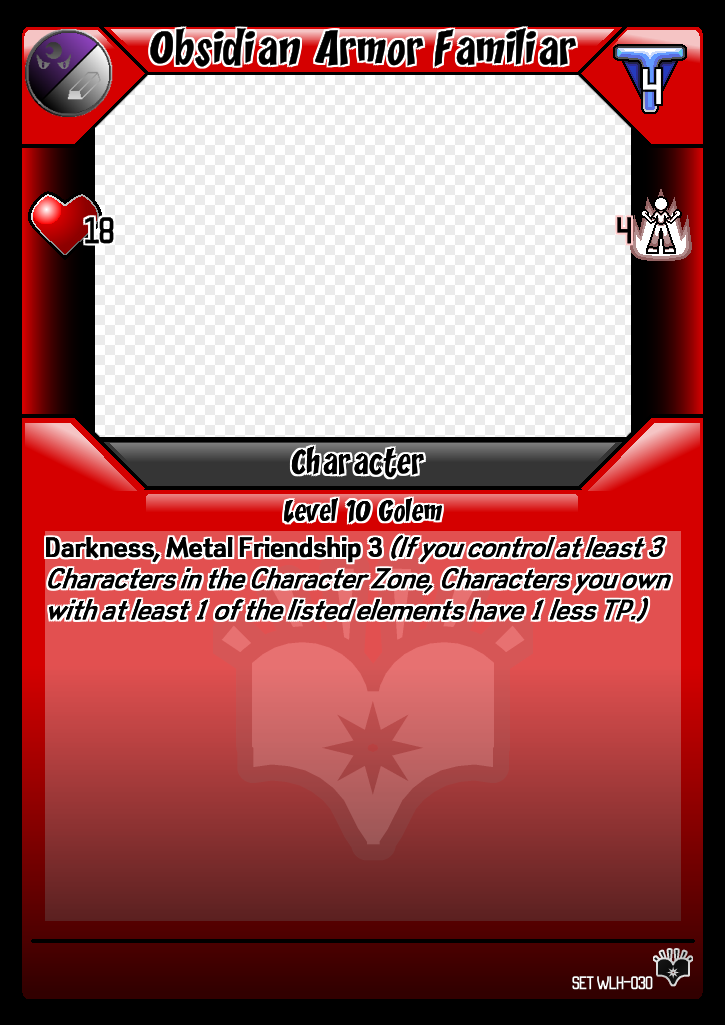 Obsidian Armor Familiar
4
18
4
Character
Level 10 Golem
Darkness, Metal Friendship 3 (If you control at least 3
Characters in the Character Zone, Characters you own
with at least 1 of the listed elements have 1 less TP.)
SET WLH-030